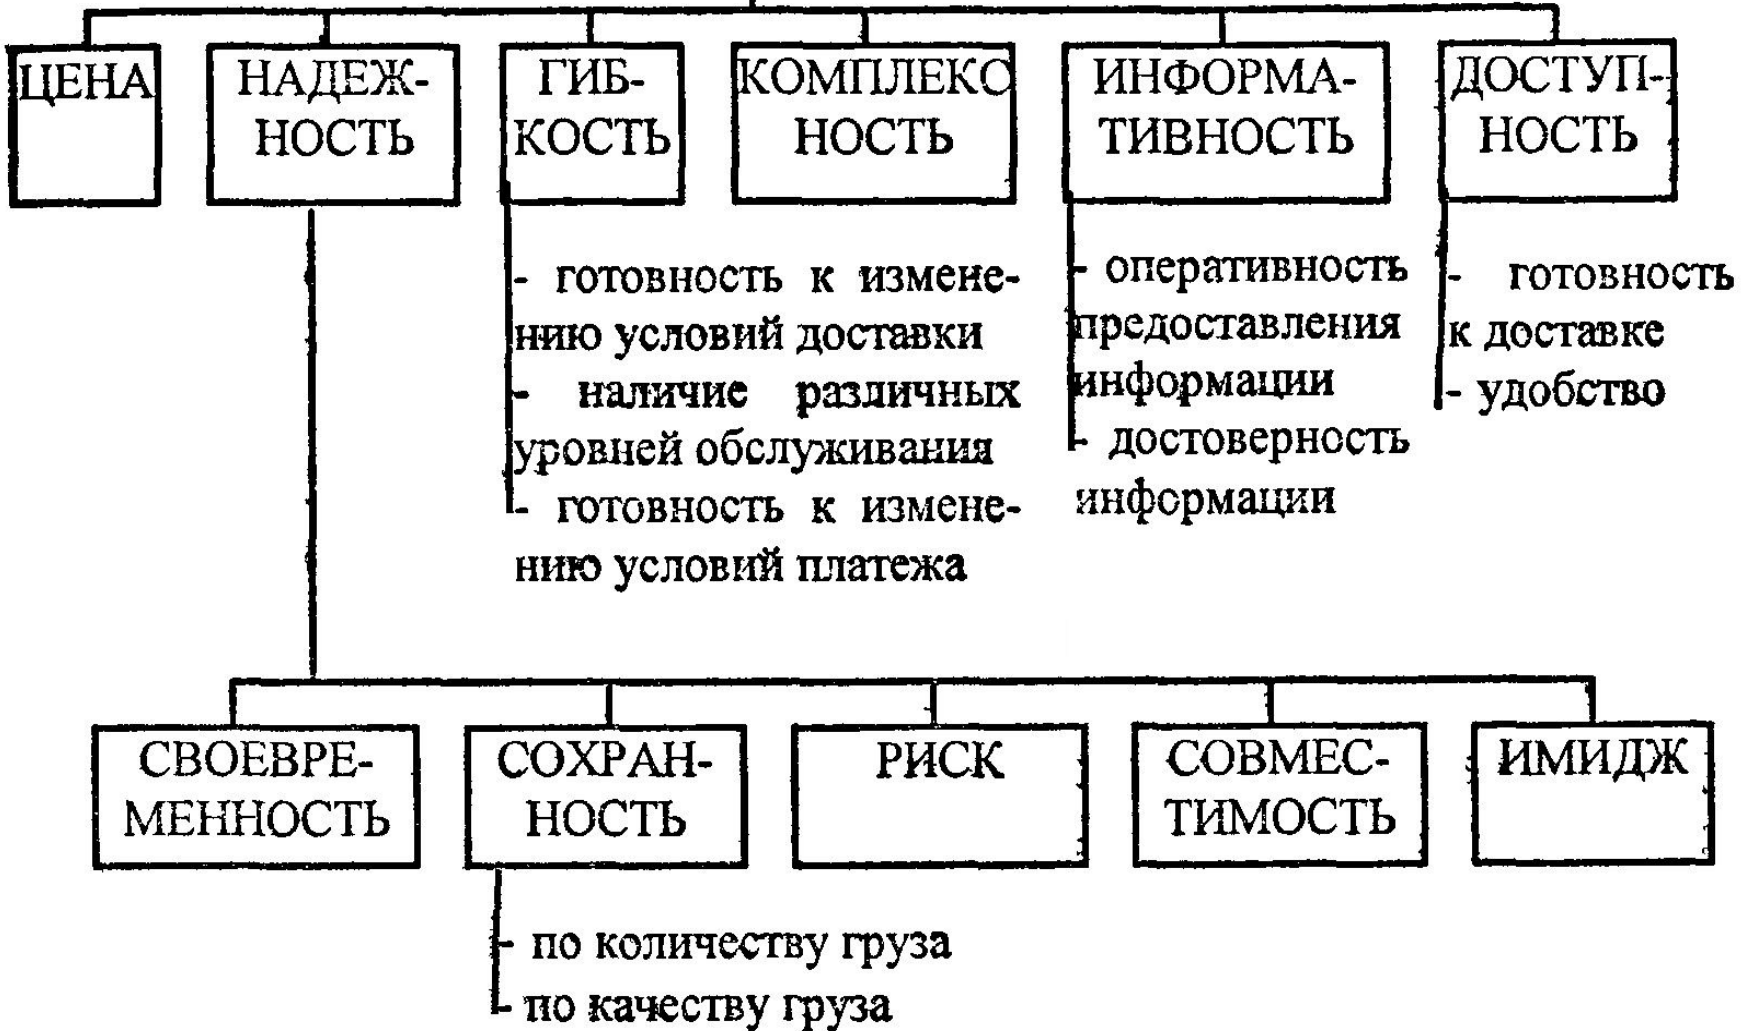 ЦЕНА
НАДЕЖ-
НОСТЬ
ГИБ-
КОСТЬ
КОМПЛЕКС
НОСТЬ
ИНФОРМА-
ТИВНОСТЬ
ДОСТУП-
НОСТЬ
- готовность к измене-
нию условий доставки
- наличие различных
уровней обслуживания
- готовность к измене-
нию условий платежа
- оперативность
предоставления
информации
- достоверность
информации
- готовность
к доставке
- удобство
СВОЕВРЕ-
МЕННОСТЬ
СОХРАН-
НОСТЬ
РИСК
СОВМЕС-
ТИМОСТЬ
ИМИДЖ
- по количеству груза
- по качеству груза